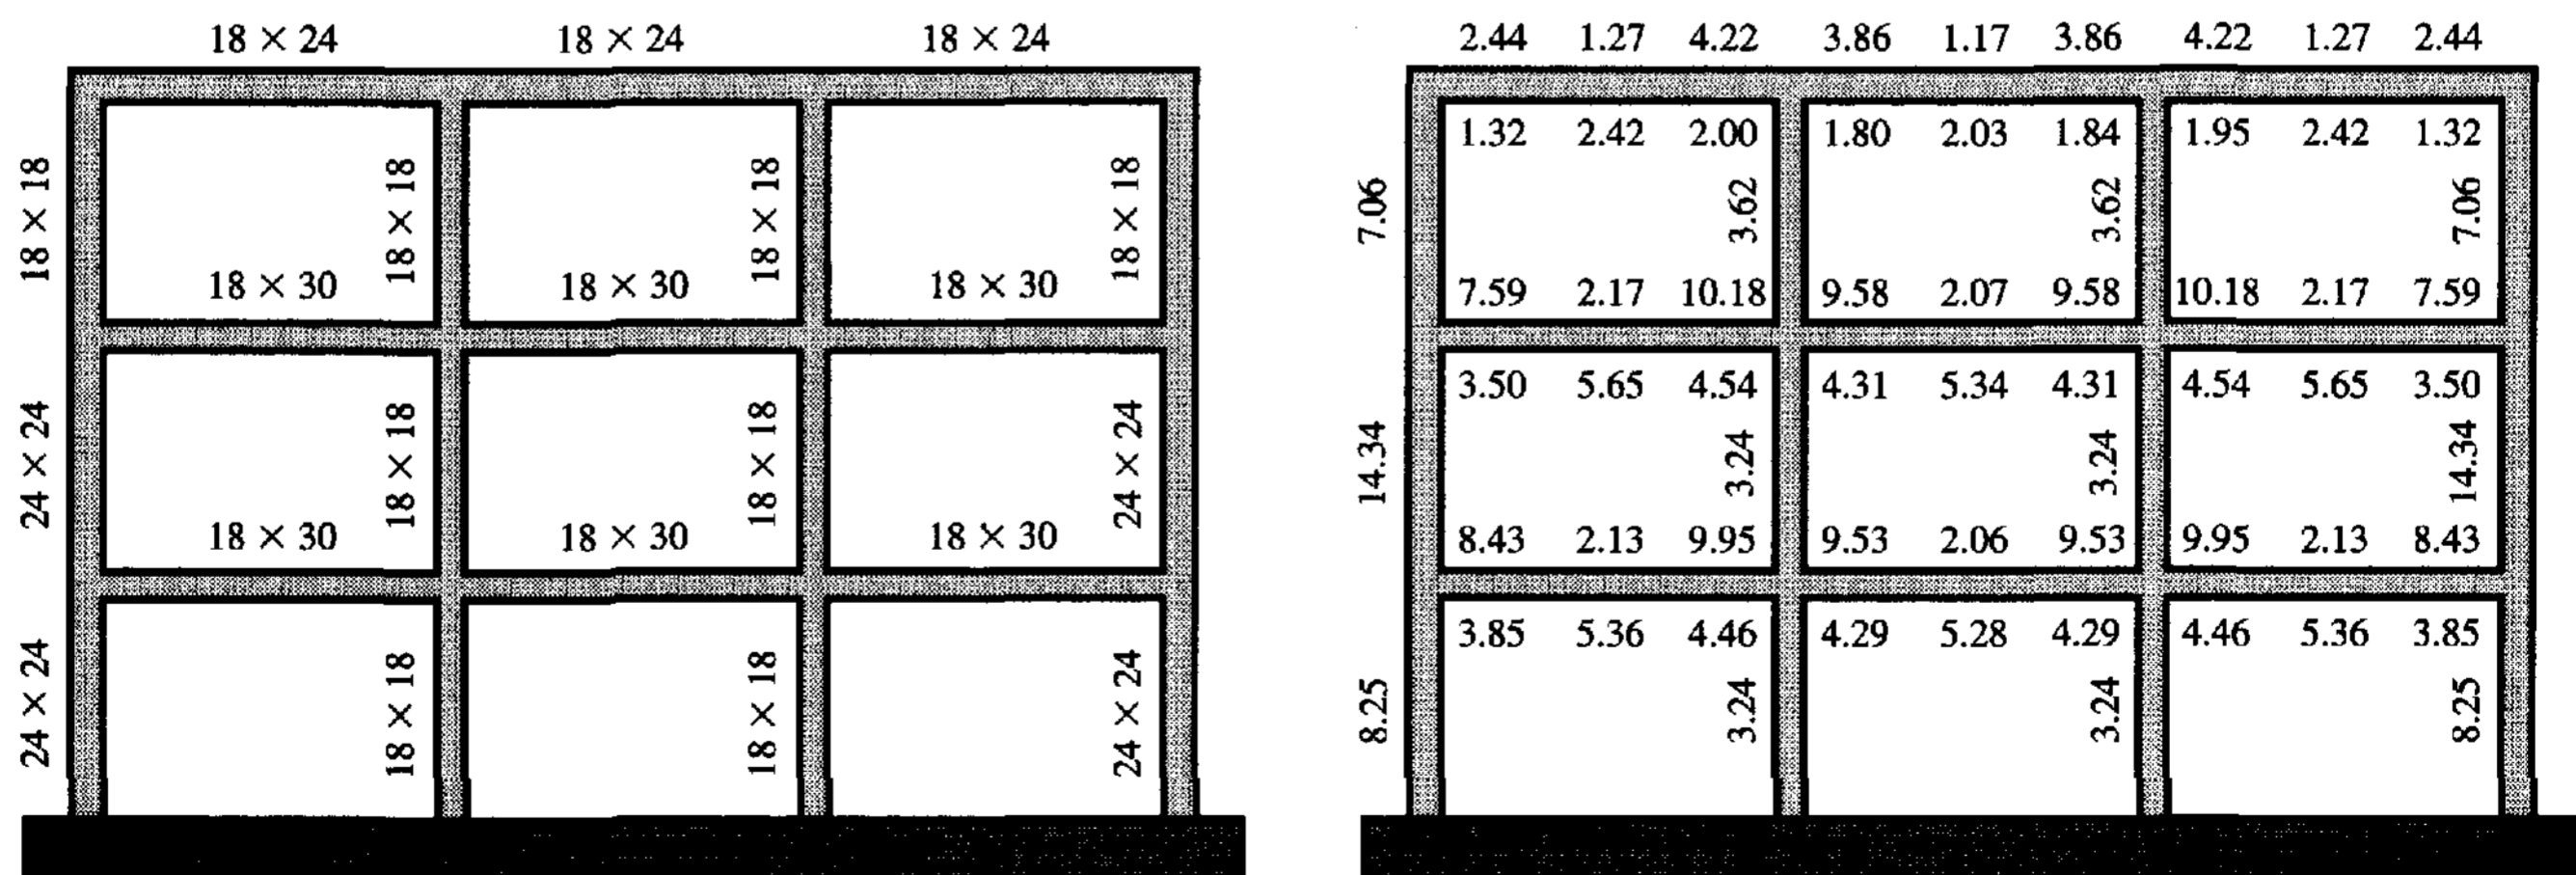 18 × 24 18 × 24 18 × 24
18 × 18 18 × 18 18 × 18 18 × 18
18 × 30 18 × 30 18 × 30
24 × 24 18 × 18 18 × 18 24 × 24
18 × 30 18 × 30 18 × 30
24 × 24 18 × 18 18 × 18 24 × 24
2.44 1.27 4.22 3.86 1.17 3.86 4.22 1.27 2.44
1.32 2.42 2.00 1.80 2.03 1.84 1.95 2.42 1.32
7.06 3.62 3.62 7.06
7.59 2.17 10.18 9.58 2.07 9.58 10.18 2.17 7.59
3.50 5.65 4.54 4.31 5.34 4.31 4.54 5.65 3.50
14.34 3.24 3.24 14.34
8.43 2.13 9.95 9.53 2.06 9.53 9.95 2.13 8.43
3.85 5.36 4.46 4.29 5.28 4.29 4.46 5.36 3.85
8.25 3.24 3.24 8.25